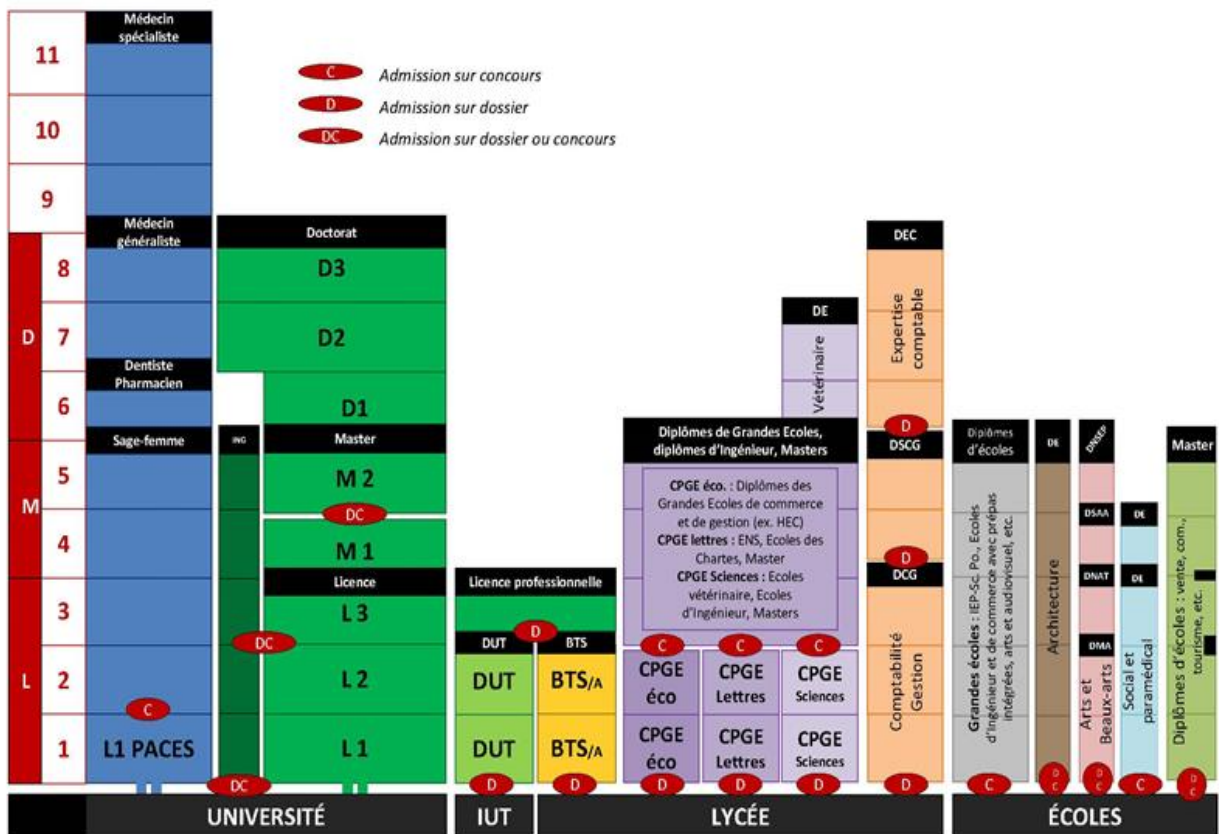 Médecin
spécialiste
11
10
9
8
7
6
5
4
3
2
1
D
M
L
C Admission sur concours
D Admission sur dossier
DC Admission sur dossier ou concours
Médecin
généraliste
Dentiste
Pharmacien
Sage-femme
C
L1 PACES
ING
DC
DC
Doctorat
D3
D2
D1
Master
M 2
DC
M 1
Licence
L 3
L 2
L 1
Licence professionnelle
D
DUT
DUT
DUT
D
BTS
BTS/A
BTS/A
D
Diplômes de Grandes Ecoles,
diplômes d'Ingénieur, Masters
CPGE éco. : Diplômes des
Grandes Ecoles de commerce
et de gestion (ex. HEC)
CPGE lettres : ENS, Ecoles des
Chartes, Master
CPGE Sciences : Ecoles
vétérinaire, Ecoles
d'Ingénieur, Masters
C
C
C
CPGE
éco
CPGE
Lettres
CPGE
Sciences
CPGE
éco
CPGE
Lettres
CPGE
Sciences
D
D
D
DE
Vétérinaire
DEC
Expertise
comptable
D
DSCG
D
DCG
Comptabilité
Gestion
D
Diplômes
d'écoles
Grandes écoles : IEP-Sc. Po., Ecoles
d'Ingénieur et de commerce avec prépas
intégrées, arts et audiovisuel, etc.
C
DE
Architecture
D
C
DNSEP
DSAA
DNAT
DMA
Arts et
Beaux-arts
D
C
DE
DE
Social et
paramédical
C
Master
Diplômes d'écoles : vente, com.,
tourisme, etc.
D
C
UNIVERSITÉ
IUT
LYCÉE
ÉCOLES